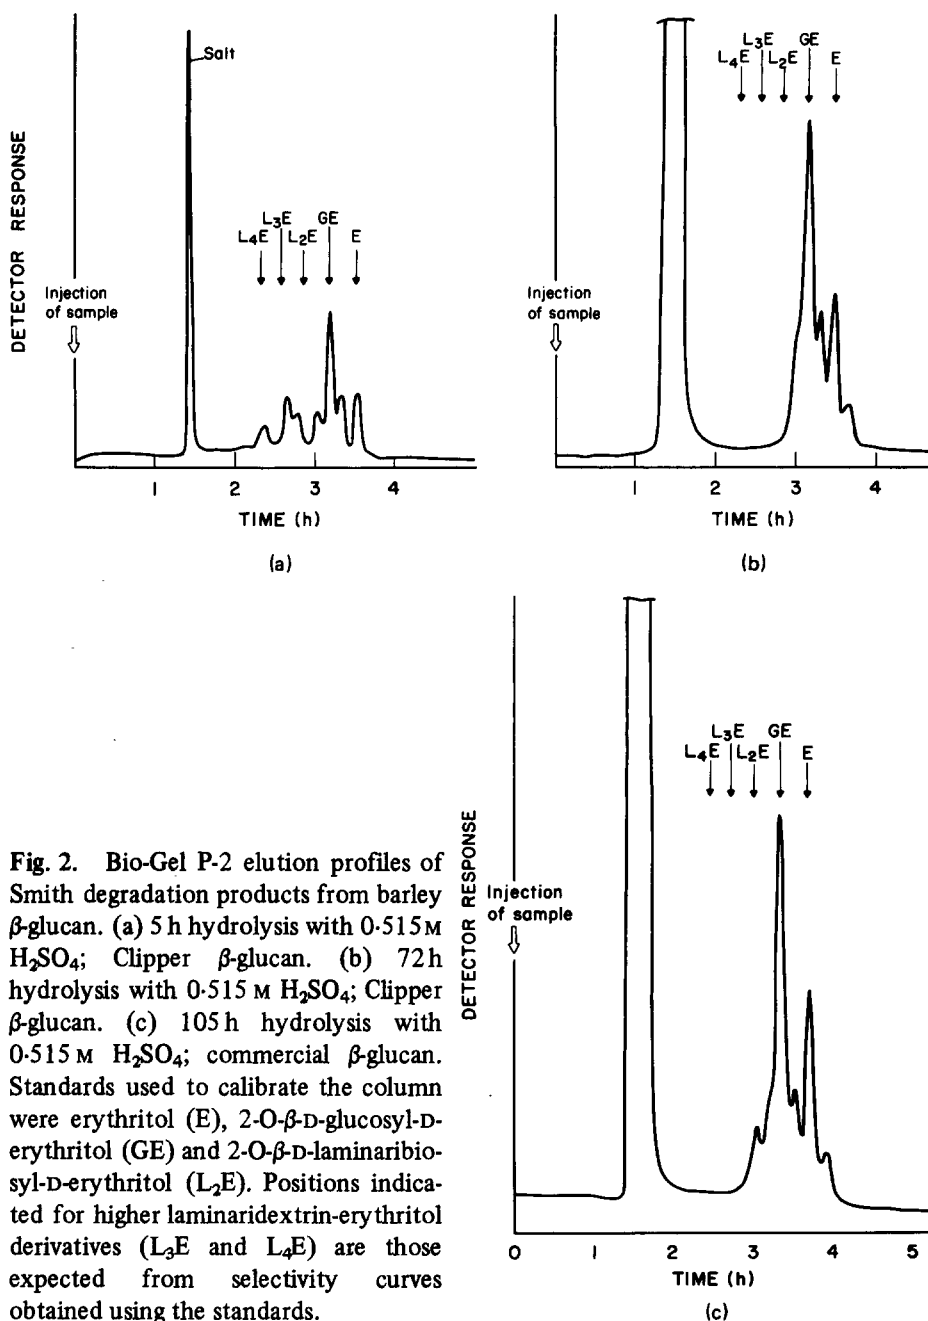 DETECTOR RESPONSE
Salt
L₃E GE
L₄E L₂E E
Injection
of sample
1 2 3 4
TIME (h)
(a)
L₃E GE
L₄E L₂E E
Injection
of sample
1 2 3 4
TIME (h)
(b)
Fig. 2. Bio-Gel P-2 elution profiles of
Smith degradation products from barley
β-glucan. (a) 5 h hydrolysis with 0·515 M
H₂SO₄; Clipper β-glucan. (b) 72 h
hydrolysis with 0·515 M H₂SO₄; Clipper
β-glucan. (c) 105 h hydrolysis with
0·515 M H₂SO₄; commercial β-glucan.
Standards used to calibrate the column
were erythritol (E), 2-O-β-D-glucosyl-D-
erythritol (GE) and 2-O-β-D-laminaribio-
syl-D-erythritol (L₂E). Positions indica-
ted for higher laminaridextrin-erythritol
derivatives (L₃E and L₄E) are those
expected from selectivity curves
obtained using the standards.
DETECTOR RESPONSE
L₃E GE
L₄E L₂E E
Injection
of sample
0 1 2 3 4 5
TIME (h)
(c)